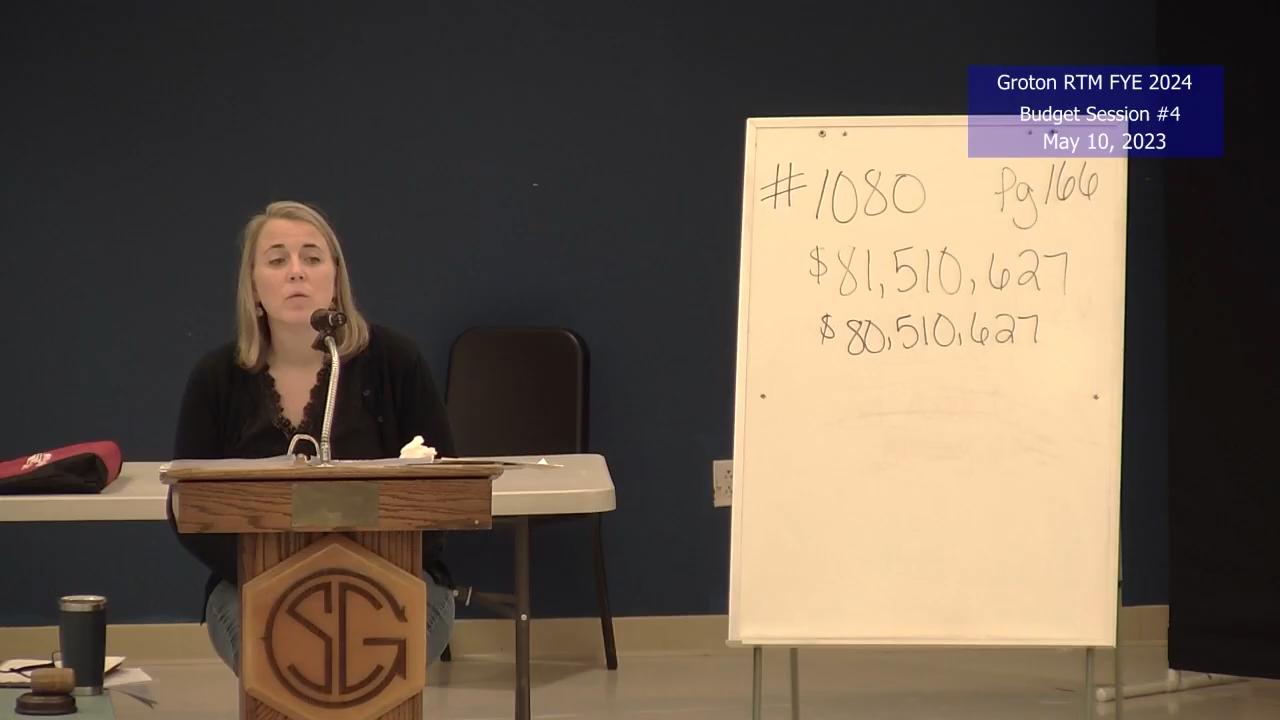 Groton RTM FYE 2024
Budget Session #4
May 10, 2023
#1080 Pg 166
$81,510,627
$80,510,627
SG